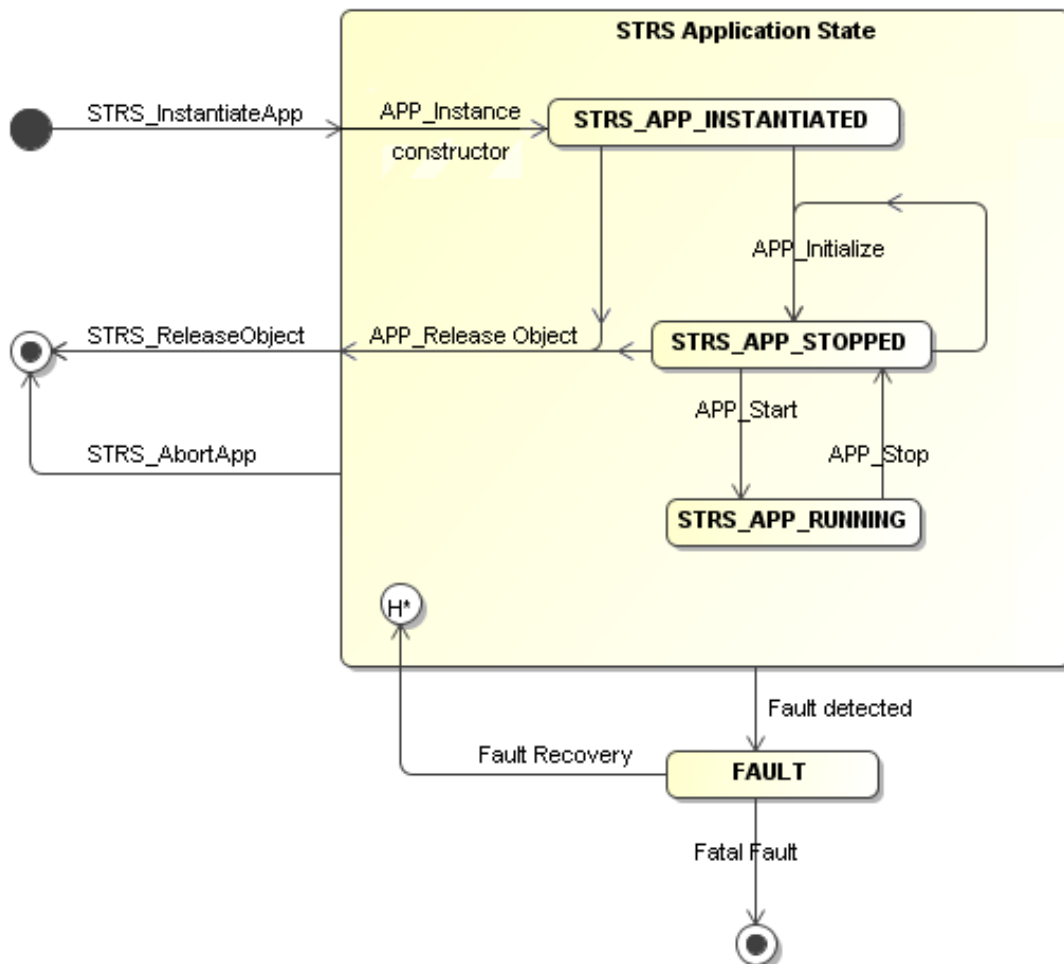 STRS Application State
STRS_InstantiateApp
APP_Instance
constructor
STRS_APP_INSTANTIATED
APP_Initialize
STRS_ReleaseObject
APP_Release Object
STRS_APP_STOPPED
APP_Start
STRS_AbortApp
APP_Stop
STRS_APP_RUNNING
H*
Fault detected
Fault Recovery
FAULT
Fatal Fault